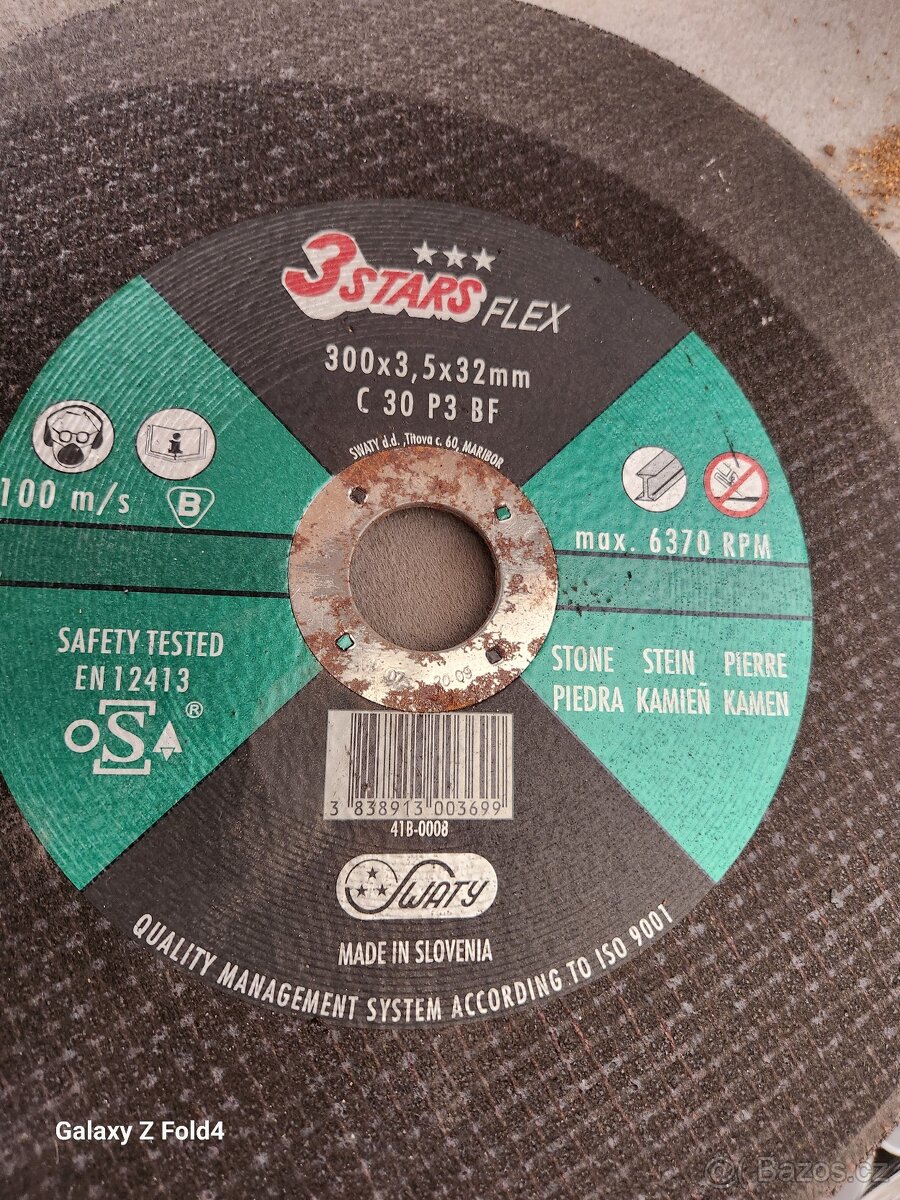 3 STARS FLEX
300x3,5x32mm
C 30 P3 BF
SWATY d.d. ,Titova c. 60, MARIBOR
100 m/s
B
max. 6370 RPM
SAFETY TESTED
EN 12413
oSa ®
STONE STEIN PIERRE
PIEDRA KAMIEŇ KAMEN
3 838913 003699
41B-0008
SWATY
MADE IN SLOVENIA
QUALITY MANAGEMENT SYSTEM ACCORDING TO ISO 9001
Galaxy Z Fold4
@ Bazos.cz